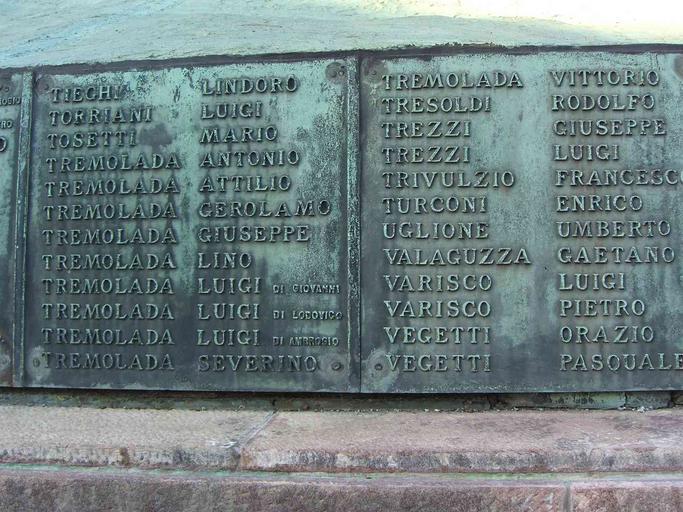 TIEGHI LINDORO
TORRIANI LUIGI
TOSETTI MARIO
TREMOLADA ANTONIO
TREMOLADA ATTILIO
TREMOLADA GEROLAMO
TREMOLADA GIUSEPPE
TREMOLADA LINO
TREMOLADA LUIGI DI GIOVANNI
TREMOLADA LUIGI DI LODOVICO
TREMOLADA LUIGI DI AMBROGIO
TREMOLADA SEVERINO
TREMOLADA VITTORIO
TRESOLDI RODOLFO
TREZZI GIUSEPPE
TREZZI LUIGI
TRIVULZIO FRANCESCO
TURCONI ENRICO
UGLIONE UMBERTO
VALAGUZZA GAETANO
VARISCO LUIGI
VARISCO PIETRO
VEGETTI ORAZIO
VEGETTI PASQUALE